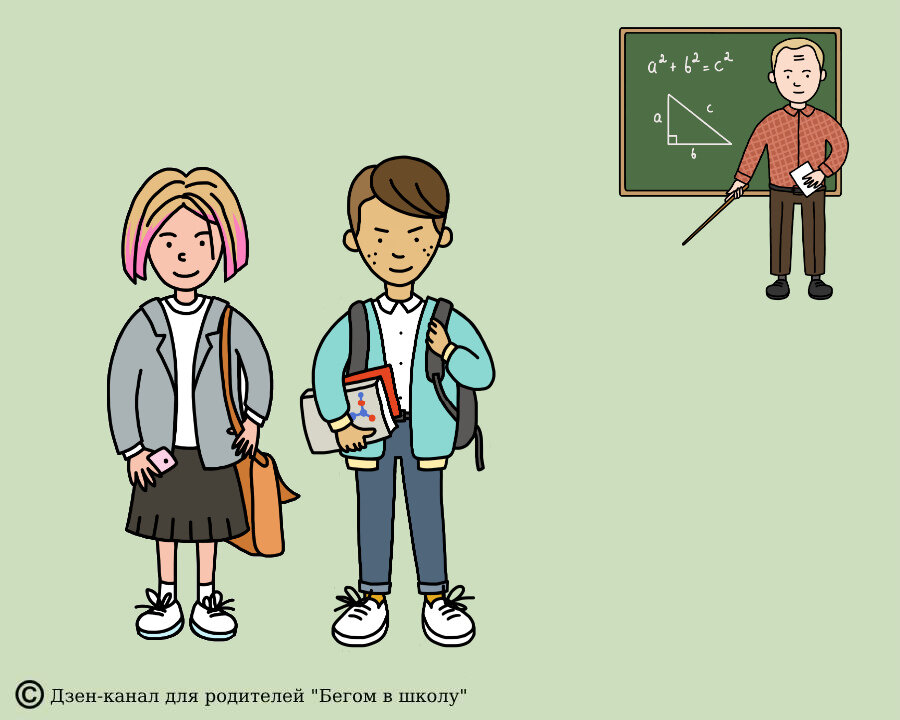 a² + b² = c²
a
c
b
© Дзен-канал для родителей "Бегом в школу"